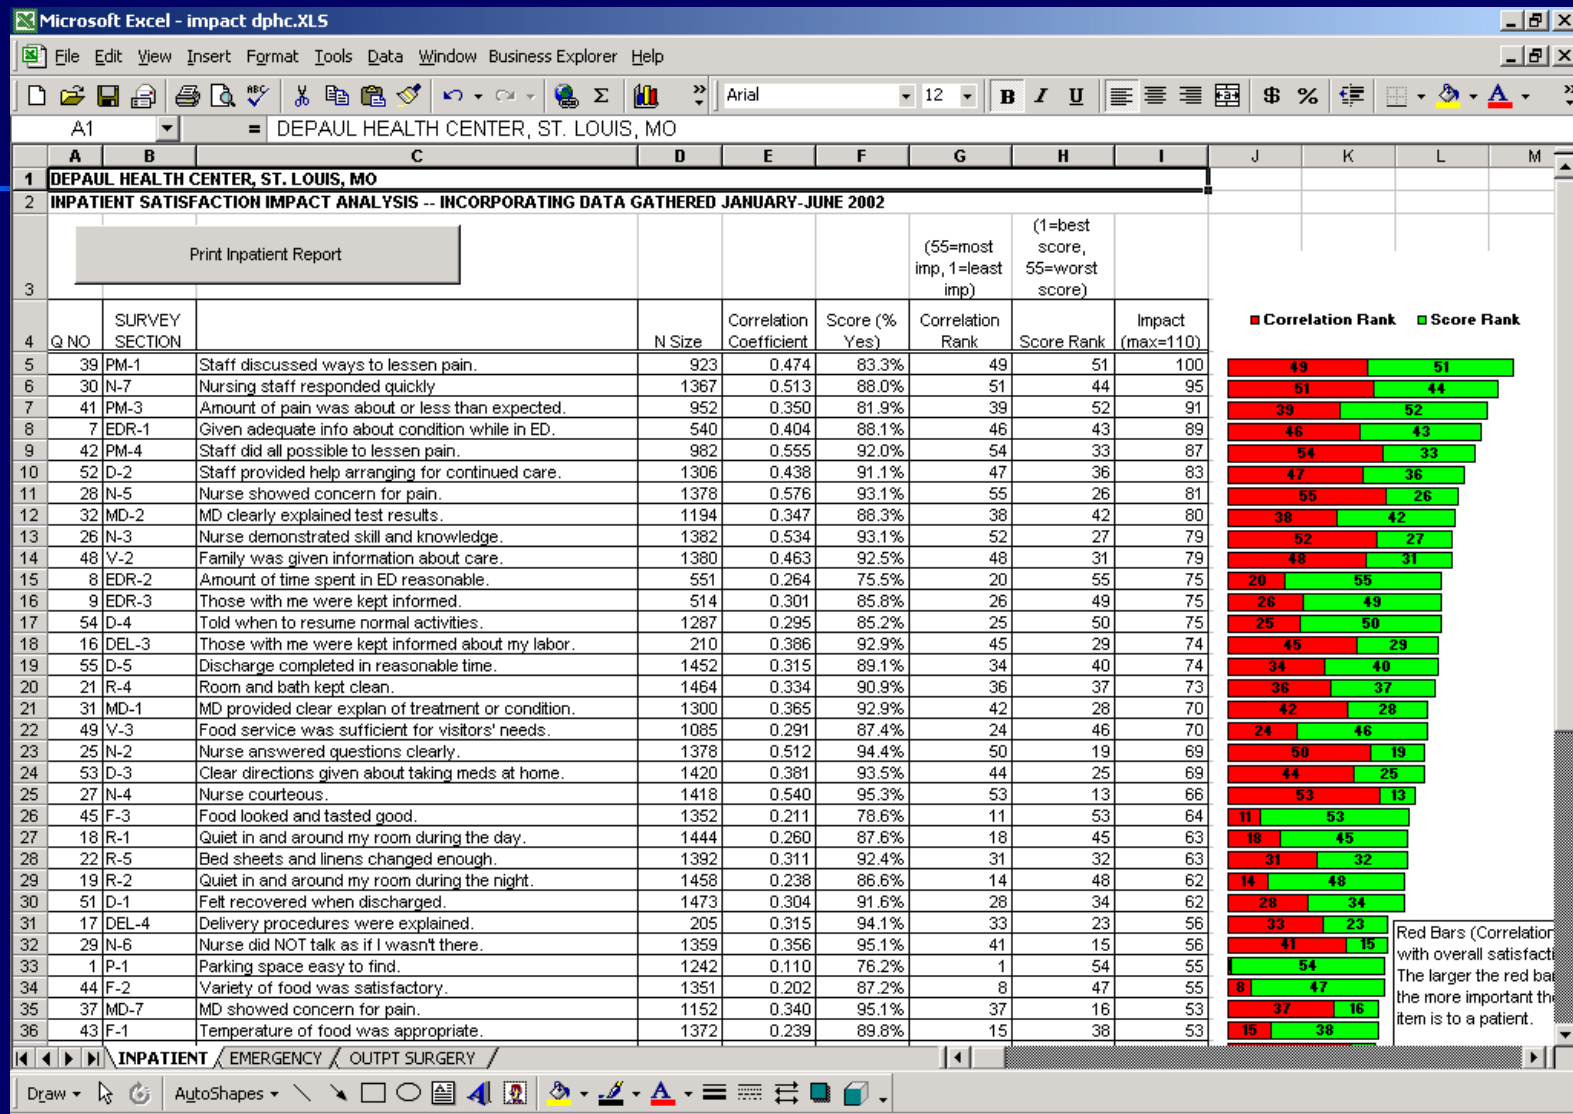 Microsoft Excel - impact dphc.XLS
File Edit View Insert Format Tools Data Window Business Explorer Help
Arial 12 B I U $ %
A1 = DEPAUL HEALTH CENTER, ST. LOUIS, MO
A B C D E F G H I J K L M
1 DEPAUL HEALTH CENTER, ST. LOUIS, MO
2 INPATIENT SATISFACTION IMPACT ANALYSIS -- INCORPORATING DATA GATHERED JANUARY-JUNE 2002
3 Print Inpatient Report (55=most imp, 1=least imp) (1=best score, 55=worst score)
4 Q NO SURVEY SECTION N Size Correlation Coefficient Score (% Yes) Correlation Rank Score Rank Impact (max=110) Correlation Rank Score Rank
5 39 PM-1 Staff discussed ways to lessen pain. 923 0.474 83.3% 49 51 100 49 51
6 30 N-7 Nursing staff responded quickly 1367 0.513 88.0% 51 44 95 51 44
7 41 PM-3 Amount of pain was about or less than expected. 952 0.350 81.9% 39 52 91 39 52
8 7 EDR-1 Given adequate info about condition while in ED. 540 0.404 88.1% 46 43 89 46 43
9 42 PM-4 Staff did all possible to lessen pain. 982 0.555 92.0% 54 33 87 54 33
10 52 D-2 Staff provided help arranging for continued care. 1306 0.438 91.1% 47 36 83 47 36
11 28 N-5 Nurse showed concern for pain. 1378 0.576 93.1% 55 26 81 55 26
12 32 MD-2 MD clearly explained test results. 1194 0.347 88.3% 38 42 80 38 42
13 26 N-3 Nurse demonstrated skill and knowledge. 1382 0.534 93.1% 52 27 79 52 27
14 48 V-2 Family was given information about care. 1380 0.463 92.5% 48 31 79 48 31
15 8 EDR-2 Amount of time spent in ED reasonable. 551 0.264 75.5% 20 55 75 20 55
16 9 EDR-3 Those with me were kept informed. 514 0.301 85.8% 26 49 75 26 49
17 54 D-4 Told when to resume normal activities. 1287 0.295 85.2% 25 50 75 25 50
18 16 DEL-3 Those with me were kept informed about my labor. 210 0.386 92.9% 45 29 74 45 29
19 55 D-5 Discharge completed in reasonable time. 1452 0.315 89.1% 34 40 74 34 40
20 21 R-4 Room and bath kept clean. 1464 0.334 90.9% 36 37 73 36 37
21 31 MD-1 MD provided clear explan of treatment or condition. 1300 0.365 92.9% 42 28 70 42 28
22 49 V-3 Food service was sufficient for visitors' needs. 1085 0.291 87.4% 24 46 70 24 46
23 25 N-2 Nurse answered questions clearly. 1378 0.512 94.4% 50 19 69 50 19
24 53 D-3 Clear directions given about taking meds at home. 1420 0.381 93.5% 44 25 69 44 25
25 27 N-4 Nurse courteous. 1418 0.540 95.3% 53 13 66 53 13
26 45 F-3 Food looked and tasted good. 1352 0.211 78.6% 11 53 64 11 53
27 18 R-1 Quiet in and around my room during the day. 1444 0.260 87.6% 18 45 63 18 45
28 22 R-5 Bed sheets and linens changed enough. 1392 0.311 92.4% 31 32 63 31 32
29 19 R-2 Quiet in and around my room during the night. 1458 0.238 86.6% 14 48 62 14 48
30 51 D-1 Felt recovered when discharged. 1473 0.304 91.6% 28 34 62 28 34
31 17 DEL-4 Delivery procedures were explained. 205 0.315 94.1% 33 23 56 33 23
32 29 N-6 Nurse did NOT talk as if I wasn't there. 1359 0.356 95.1% 41 15 56 41 15
33 1 P-1 Parking space easy to find. 1242 0.110 76.2% 1 54 55 54
34 44 F-2 Variety of food was satisfactory. 1351 0.202 87.2% 8 47 55 8 47
35 37 MD-7 MD showed concern for pain. 1152 0.340 95.1% 37 16 53 37 16
36 43 F-1 Temperature of food was appropriate. 1372 0.239 89.8% 15 38 53 15 38
Red Bars (Correlation
with overall satisfacti
The larger the red ba
the more important th
item is to a patient.
INPATIENT EMERGENCY OUTPT SURGERY
Draw AutoShapes